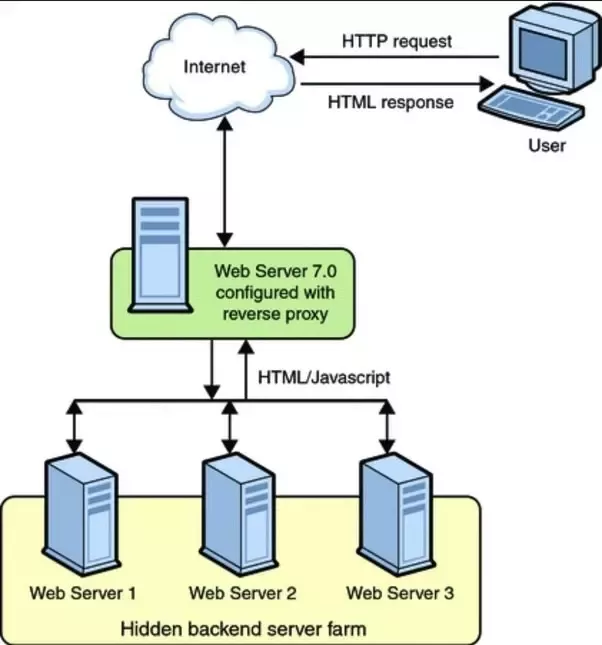 HTTP request
Internet
HTML response
User
Web Server 7.0
configured with
reverse proxy
HTML/Javascript
Web Server 1
Web Server 2
Web Server 3
Hidden backend server farm